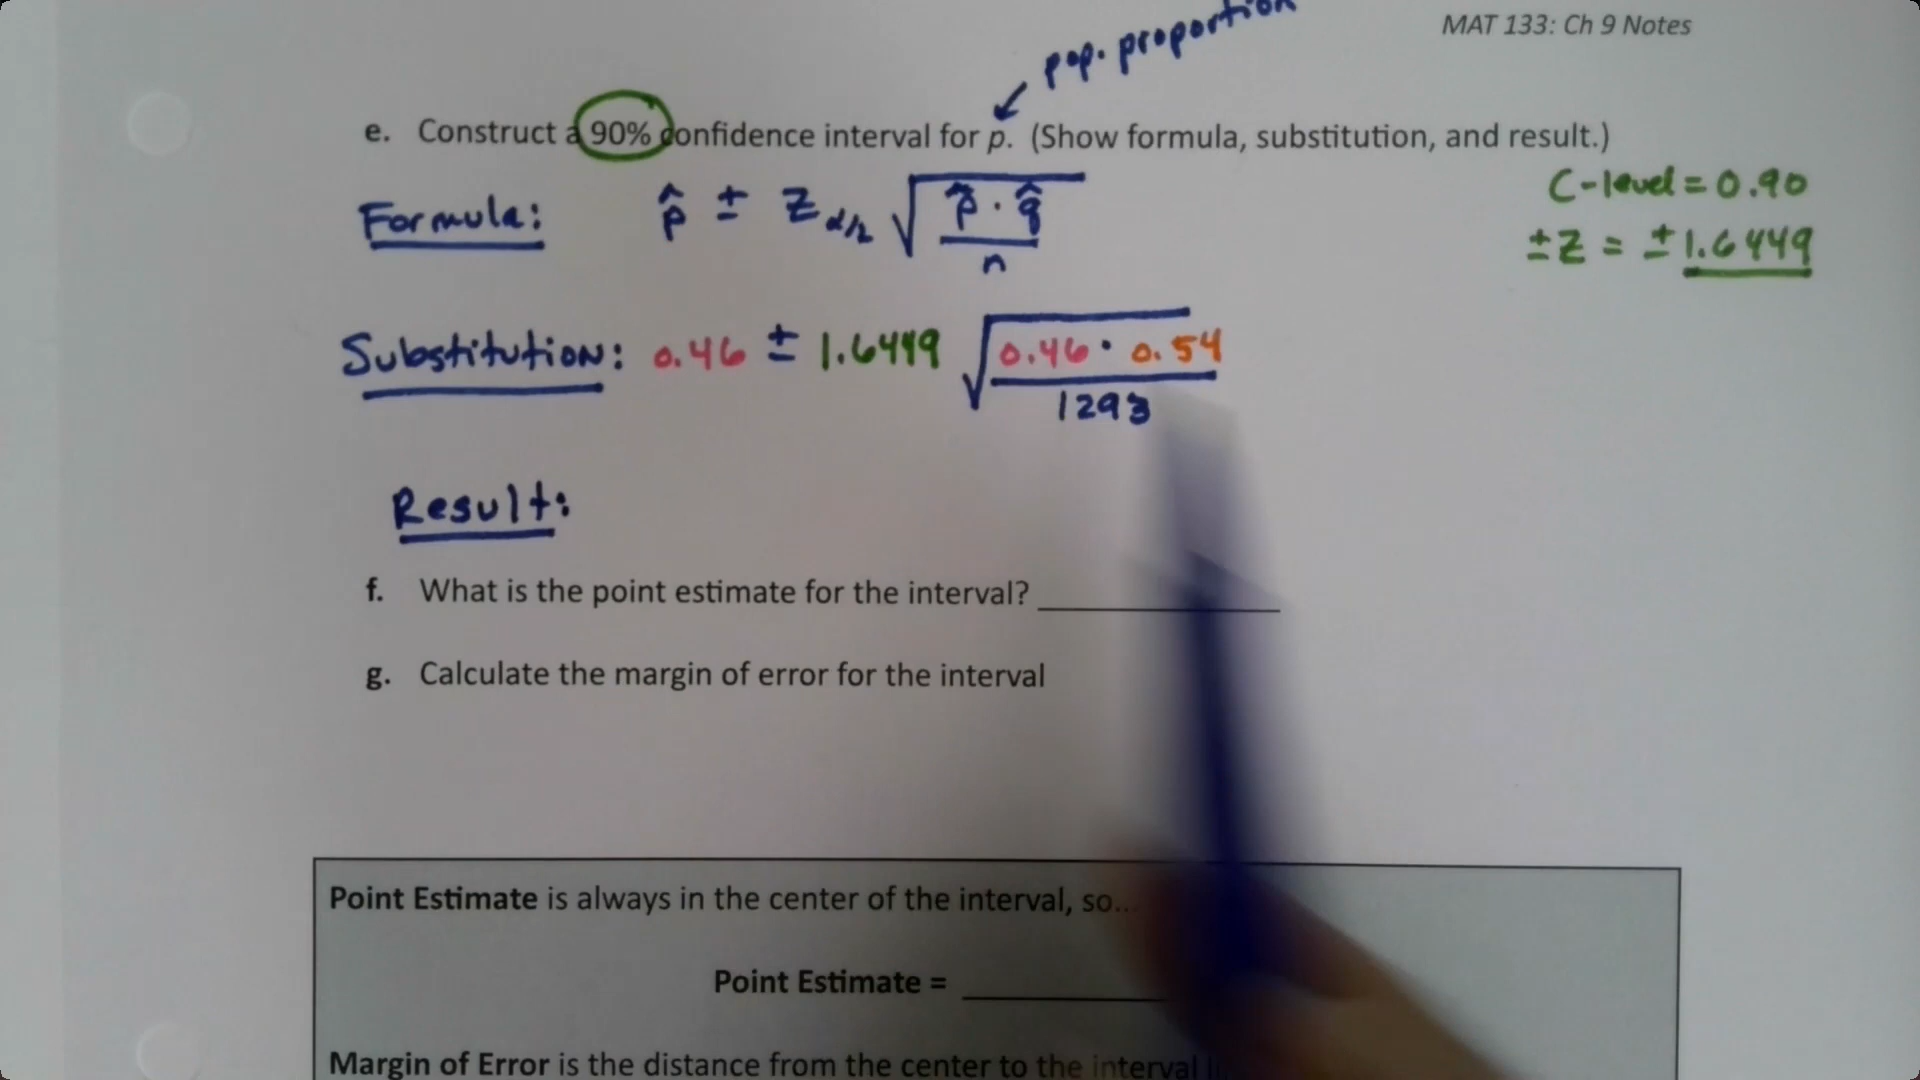 MAT 133: Ch 9 Notes
pop. proportion
e. Construct a 90% confidence interval for p. (Show formula, substitution, and result.)
C-level = 0.90
Formula: p̂ ± Z α/2 √ p̂ · q̂ / n
±Z = ±1.6449
Substitution: 0.46 ± 1.6449 √ 0.46 · 0.54 / 1293
Result:
f. What is the point estimate for the interval?
g. Calculate the margin of error for the interval
Point Estimate is always in the center of the interval, so...
Point Estimate =
Margin of Error is the distance from the center to the interval